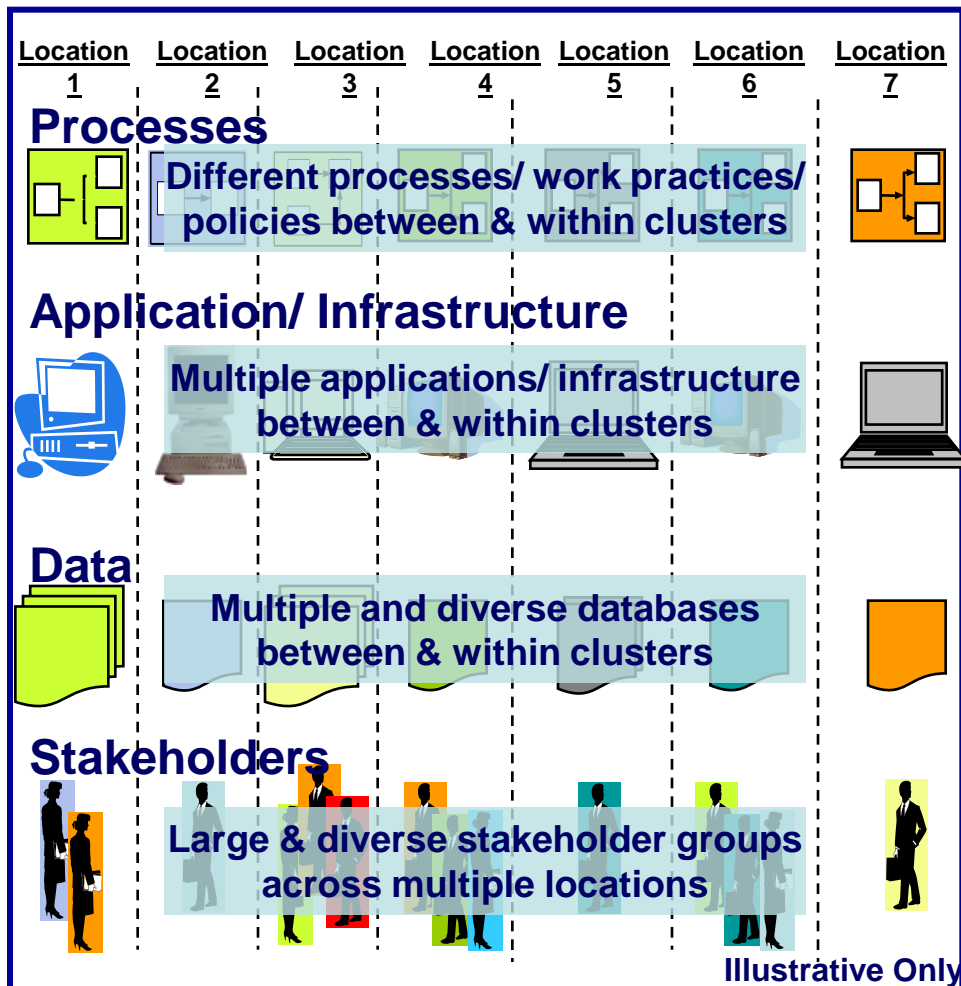 Location Location Location Location Location Location Location
1 2 3 4 5 6 7
Processes
Different processes/ work practices/
policies between & within clusters
Application/ Infrastructure
Multiple applications/ infrastructure
between & within clusters
Data
Multiple and diverse databases
between & within clusters
Stakeholders
Large & diverse stakeholder groups
across multiple locations
Illustrative Only